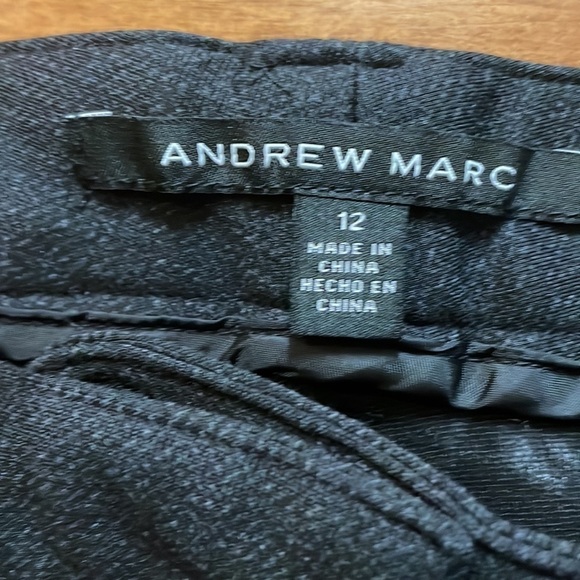 ANDREW MARC
12
MADE IN
CHINA
HECHO EN
CHINA